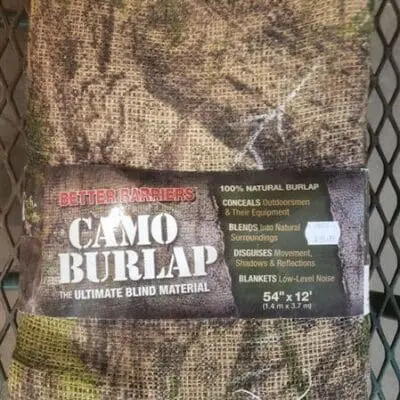 BETTER BARRIERS
CAMO
BURLAP
THE ULTIMATE BLIND MATERIAL
100% NATURAL BURLAP
CONCEALS Outdoorsmen
& Their Equipment
BLENDS Into Natural
Surroundings
DISGUISES Movement,
Shadows & Reflections
BLANKETS Low-Level Noise
54" x 12'
(1.4 m x 3.7 m)